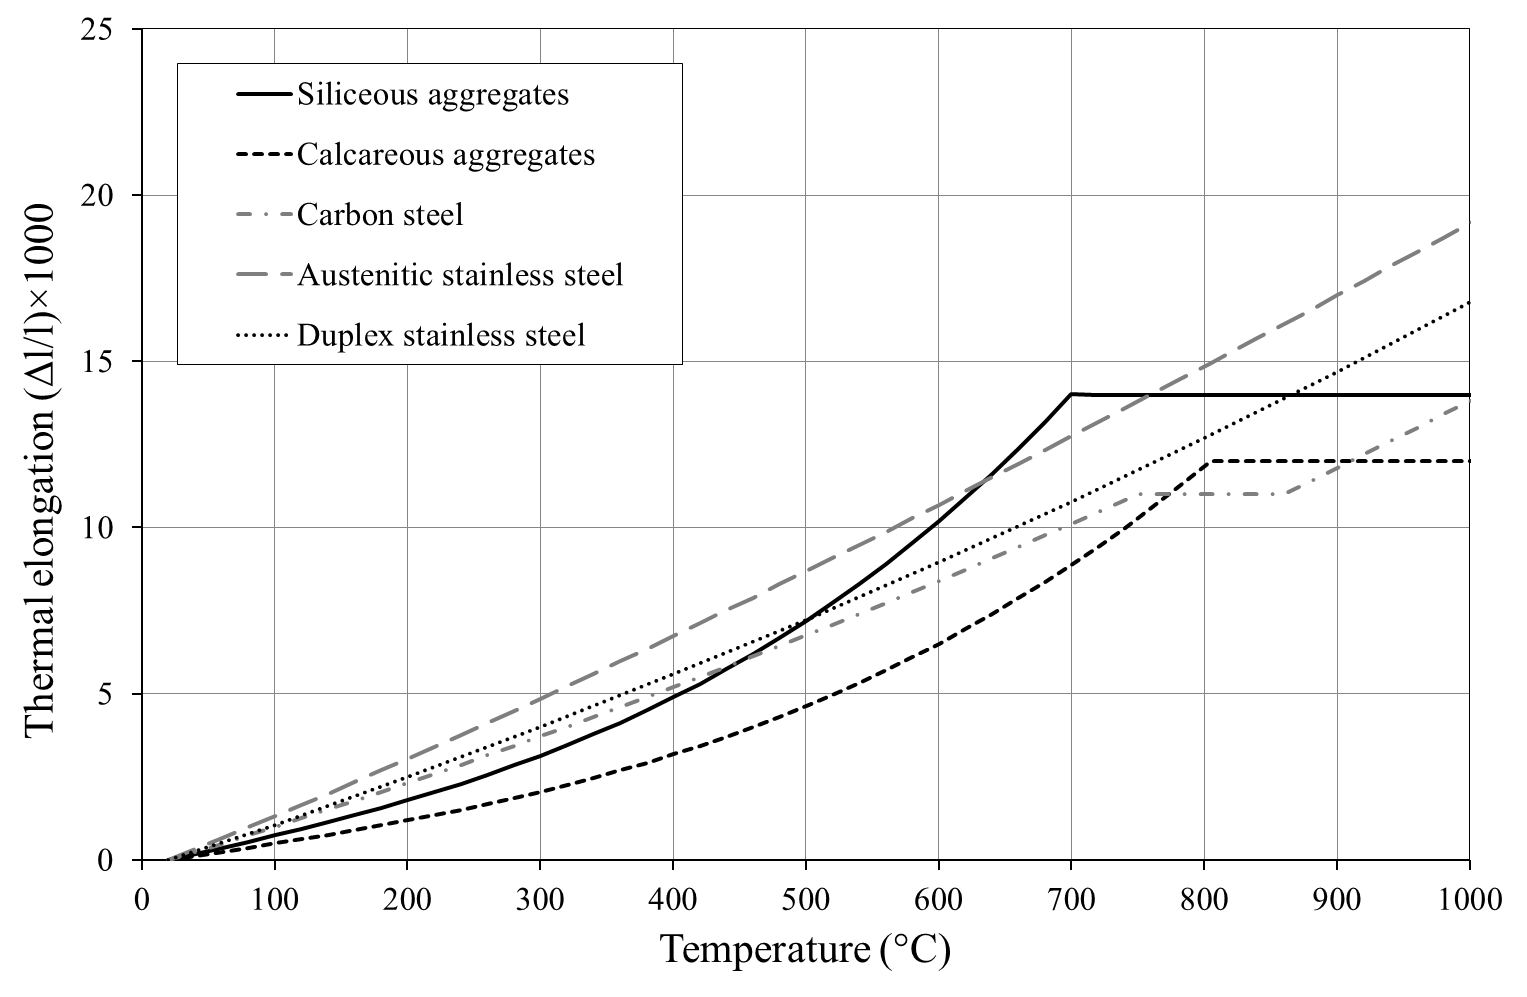 25
20
15
10
5
0
Thermal elongation (Δl/l)×1000
Siliceous aggregates
Calcareous aggregates
Carbon steel
Austenitic stainless steel
Duplex stainless steel
0 100 200 300 400 500 600 700 800 900 1000
Temperature (°C)